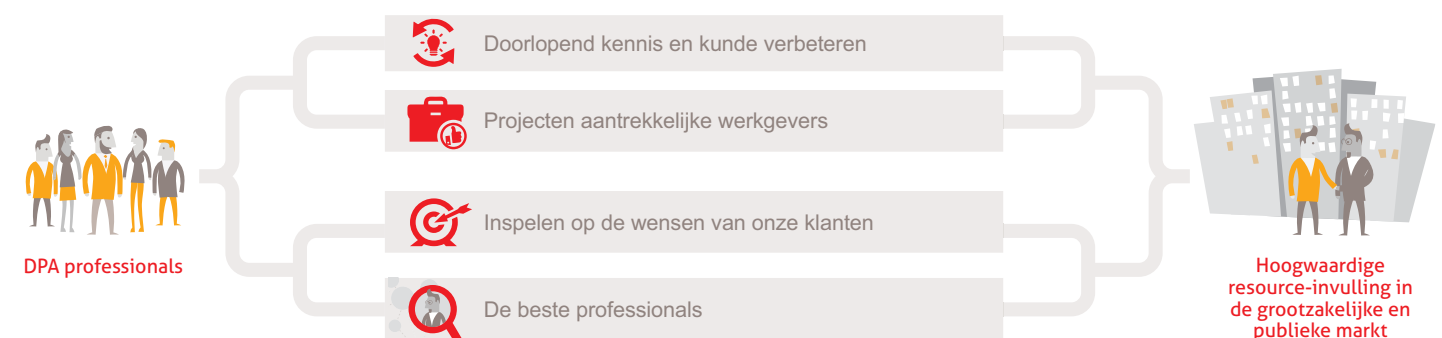 Doorlopend kennis en kunde verbeteren
Projecten aantrekkelijke werkgevers
Inspelen op de wensen van onze klanten
De beste professionals
DPA professionals
Hoogwaardige
resource-invulling in
de grootzakelijke en
publieke markt